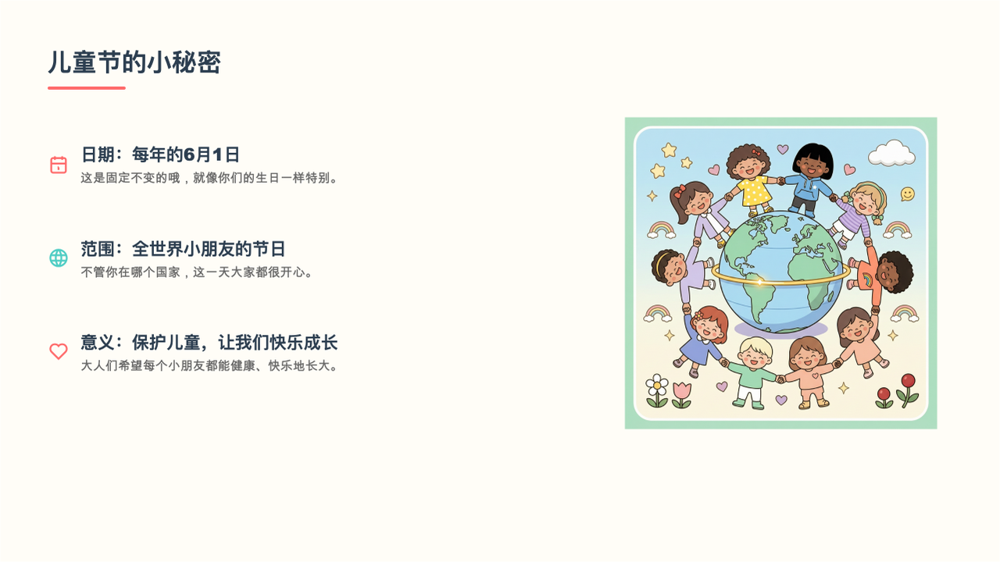 儿童节的小秘密
日期：每年的6月1日
这是固定不变的哦，就像你们的生日一样特别。
范围：全世界小朋友的节日
不管你在哪个国家，这一天大家都很开心。
意义：保护儿童，让我们快乐成长
大人们希望每个小朋友都能健康、快乐地长大。